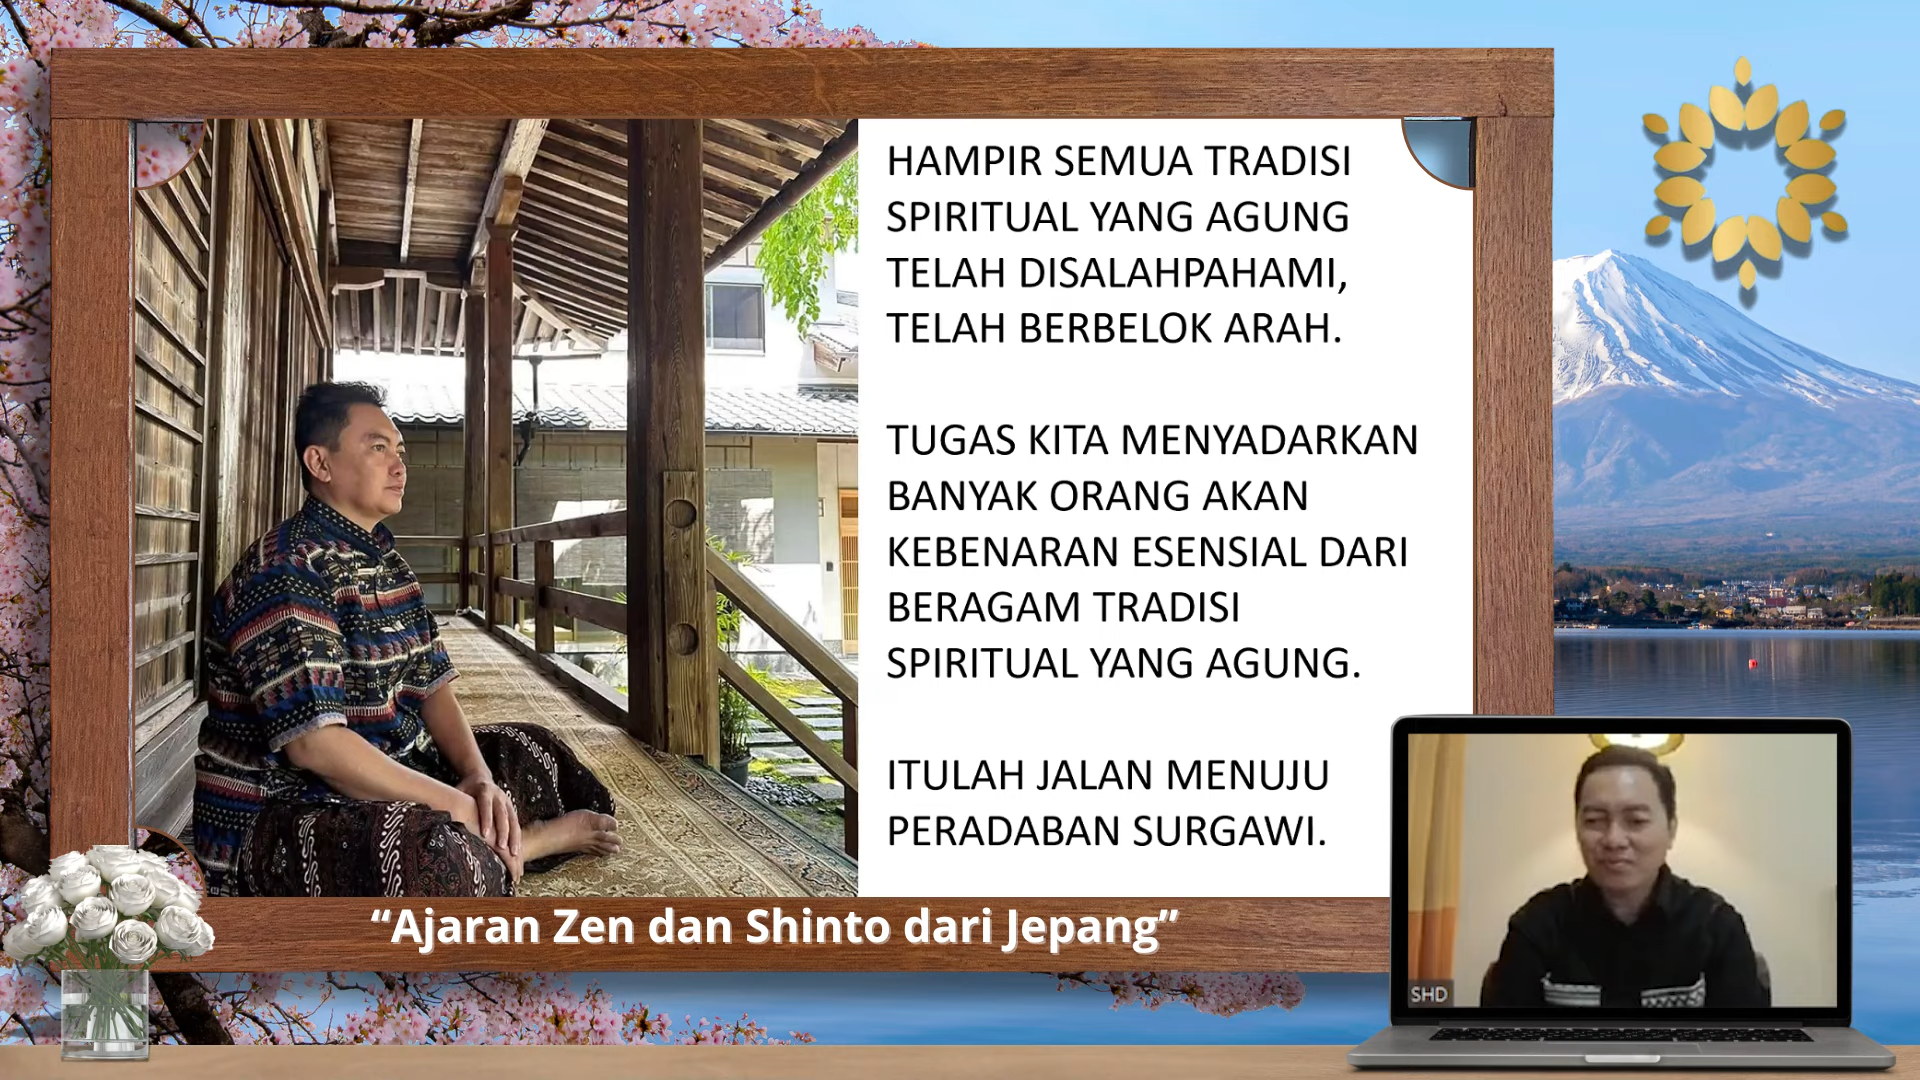 HAMPIR SEMUA TRADISI
SPIRITUAL YANG AGUNG
TELAH DISALAHPAHAMI,
TELAH BERBELOK ARAH.
TUGAS KITA MENYADARKAN
BANYAK ORANG AKAN
KEBENARAN ESENSIAL DARI
BERAGAM TRADISI
SPIRITUAL YANG AGUNG.
ITULAH JALAN MENUJU
PERADABAN SURGAWI.
“Ajaran Zen dan Shinto dari Jepang”
SHD